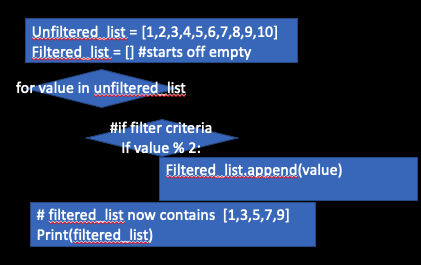 Unfiltered_list = [1,2,3,4,5,6,7,8,9,10]
Filtered_list = [] #starts off empty
for value in unfiltered_list
#if filter criteria
If value % 2:
Filtered_list.append(value)
# filtered_list now contains  [1,3,5,7,9]
Print(filtered_list)